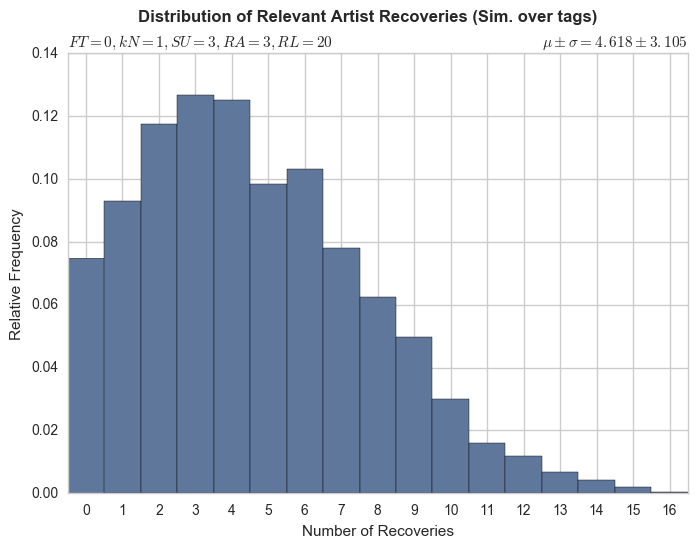 Distribution of Relevant Artist Recoveries (Sim. over tags)
FT = 0, kN = 1, SU = 3, RA = 3, RL = 20
μ ± σ = 4.618 ± 3.105
0.14
0.12
0.10
0.08
0.06
0.04
0.02
0.00
Relative Frequency
0 1 2 3 4 5 6 7 8 9 10 11 12 13 14 15 16
Number of Recoveries